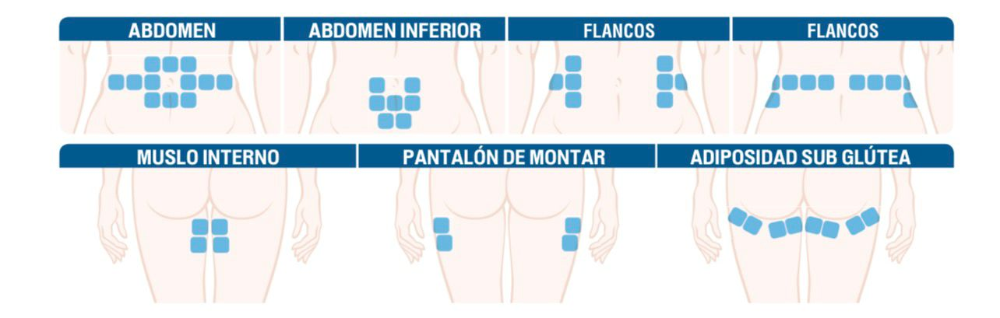 ABDOMEN
ABDOMEN INFERIOR
FLANCOS
FLANCOS
MUSLO INTERNO
PANTALÓN DE MONTAR
ADIPOSIDAD SUB GLÚTEA